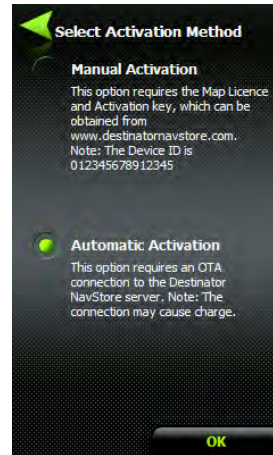 Select Activation Method
Manual Activation
This option requires the Map Licence
and Activation key, which can be
obtained from
www.destinatornavstore.com.
Note: The Device ID is
012345678912345
Automatic Activation
This option requires an OTA
connection to the Destinator
NavStore server. Note: The
connection may cause charge.
OK